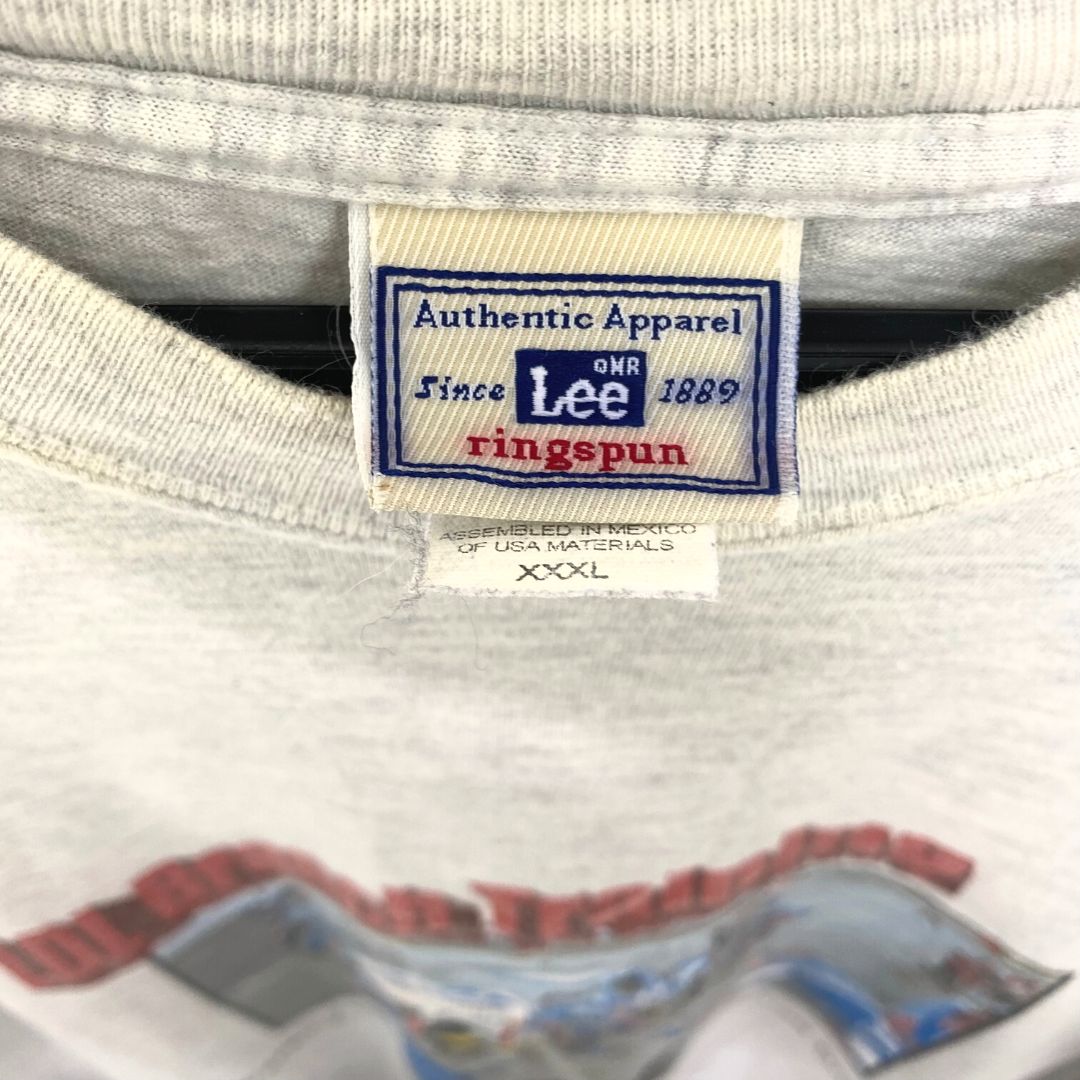 Authentic Apparel
Since Lee QMR 1889
ringspun
ASSEMBLED IN MEXICO
OF USA MATERIALS
XXXL